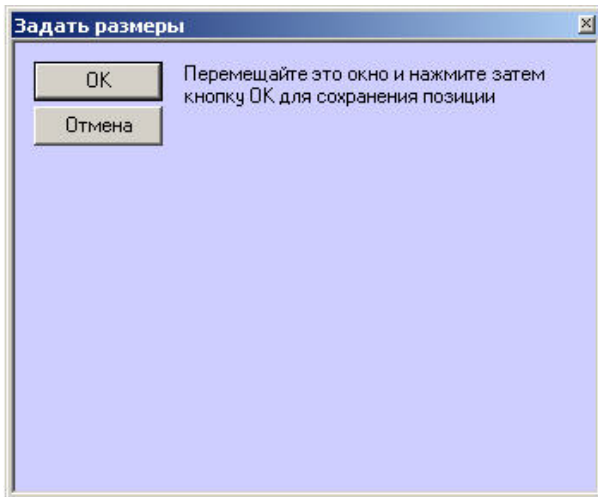 Задать размеры
OK
Перемещайте это окно и нажмите затем
кнопку OK для сохранения позиции
Отмена